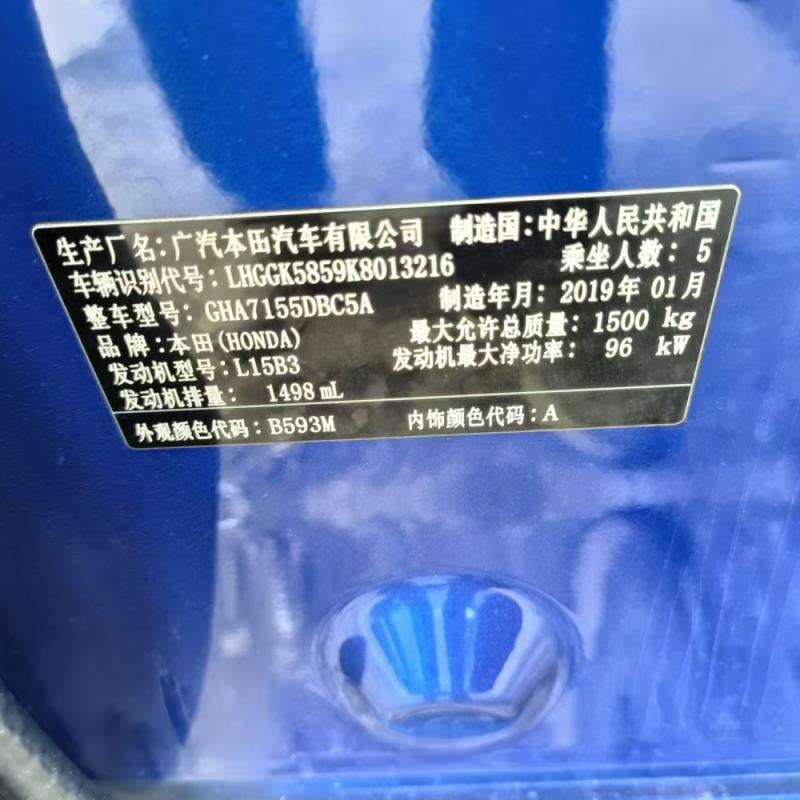 生产厂名:广汽本田汽车有限公司 制造国:中华人民共和国
车辆识别代号:LHGGK5859K8013216 乘坐人数:5
整车型号:GHA7155DBC5A 制造年月:2019年01月
品牌:本田(HONDA) 最大允许总质量:1500 kg
发动机型号:L15B3 发动机最大净功率:96 kW
发动机排量:1498 mL
外观颜色代码:B593M 内饰颜色代码:A